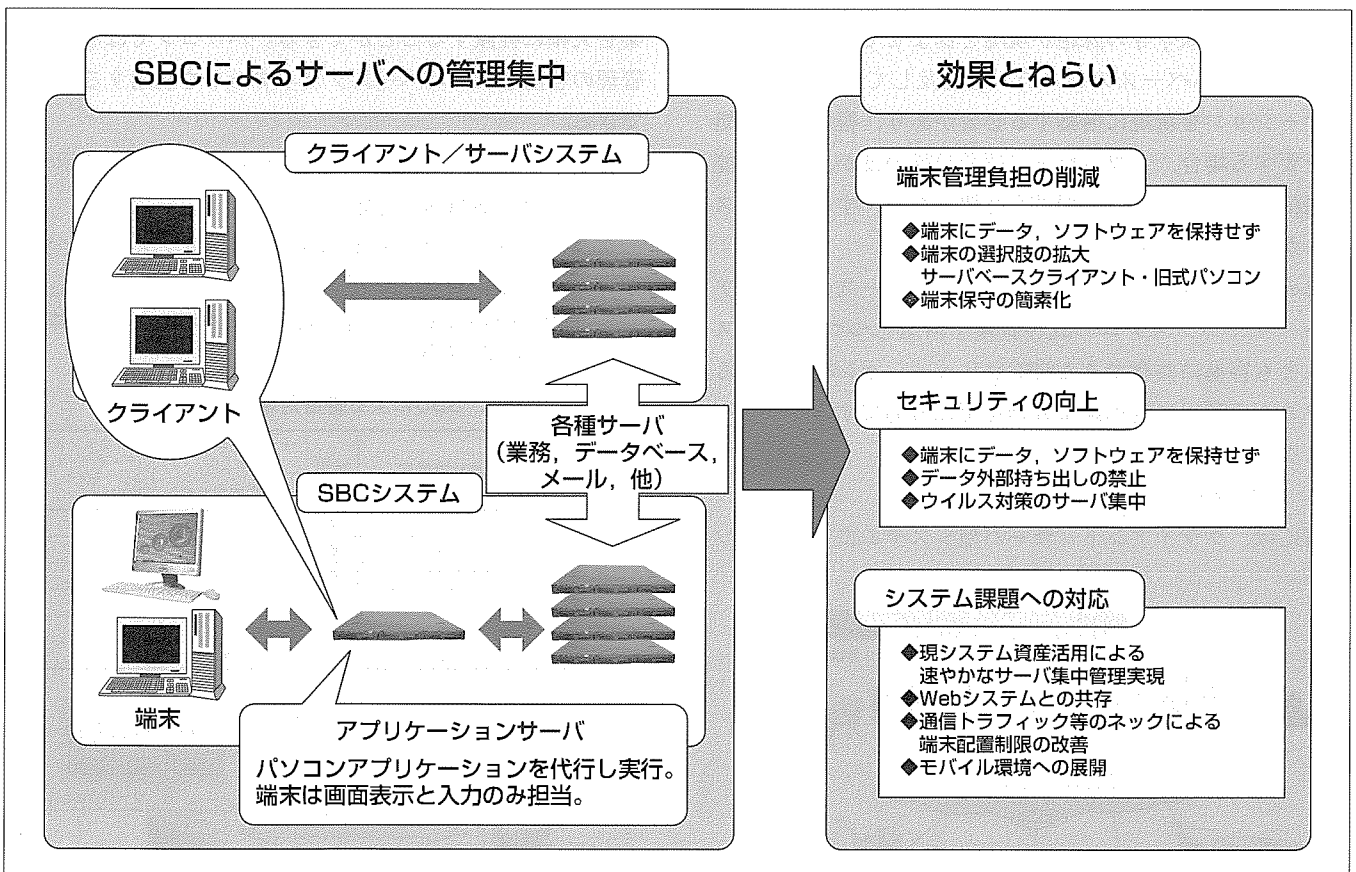 SBCによるサーバへの管理集中
クライアント／サーバシステム
クライアント
各種サーバ
（業務，データベース，
メール，他）
SBCシステム
端末
アプリケーションサーバ
パソコンアプリケーションを代行し実行。
端末は画面表示と入力のみ担当。
効果とねらい
端末管理負担の削減
◆端末にデータ，ソフトウェアを保持せず
◆端末の選択肢の拡大
サーバベースクライアント・旧式パソコン
◆端末保守の簡素化
セキュリティの向上
◆端末にデータ，ソフトウェアを保持せず
◆データ外部持ち出しの禁止
◆ウイルス対策のサーバ集中
システム課題への対応
◆現システム資産活用による
速やかなサーバ集中管理実現
◆Webシステムとの共存
◆通信トラフィック等のネックによる
端末配置制限の改善
◆モバイル環境への展開